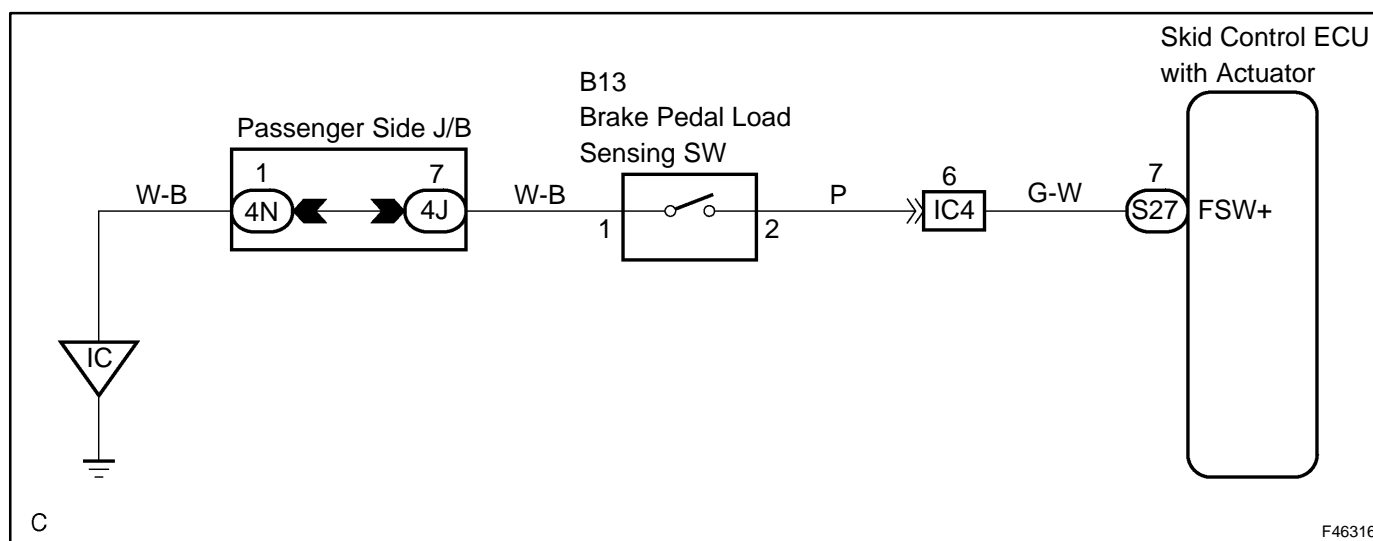 Skid Control ECU
with Actuator
B13
Brake Pedal Load
Sensing SW
Passenger Side J/B
1
7
6
7
W-B
4N
4J
W-B
1
2
P
IC4
G-W
S27
FSW+
IC
C
F46316